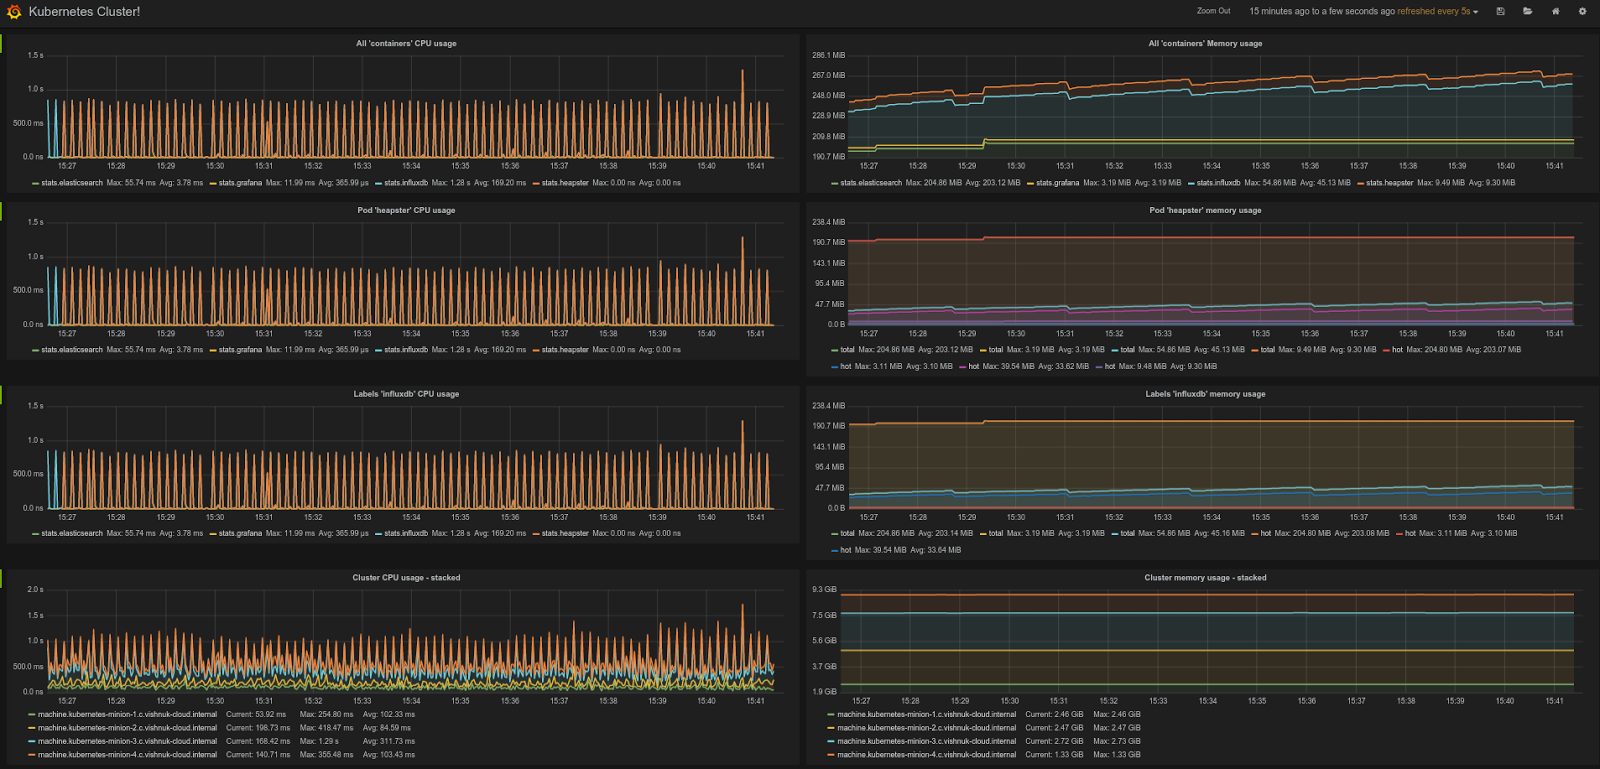 Kubernetes Cluster!
Zoom Out 15 minutes ago to a few seconds ago refreshed every 5s
All 'containers' CPU usage
1.5 s
1.0 s
500.0 ms
0.0 ns
15:27 15:28 15:29 15:30 15:31 15:32 15:33 15:34 15:35 15:36 15:37 15:38 15:39 15:40 15:41
stats.elasticsearch Max: 55.74 ms Avg: 3.78 ms stats.grafana Max: 11.99 ms Avg: 365.99 µs stats.influxdb Max: 1.28 s Avg: 169.20 ms stats.heapster Max: 0.00 ns Avg: 0.00 ns
All 'containers' Memory usage
286.1 MiB
267.0 MiB
248.0 MiB
228.9 MiB
209.8 MiB
190.7 MiB
15:27 15:28 15:29 15:30 15:31 15:32 15:33 15:34 15:35 15:36 15:37 15:38 15:39 15:40 15:41
stats.elasticsearch Max: 204.86 MiB Avg: 203.12 MiB stats.grafana Max: 3.19 MiB Avg: 3.19 MiB stats.influxdb Max: 54.86 MiB Avg: 45.13 MiB stats.heapster Max: 9.49 MiB Avg: 9.30 MiB
Pod 'heapster' CPU usage
1.5 s
1.0 s
500.0 ms
0.0 ns
15:27 15:28 15:29 15:30 15:31 15:32 15:33 15:34 15:35 15:36 15:37 15:38 15:39 15:40 15:41
stats.elasticsearch Max: 55.74 ms Avg: 3.78 ms stats.grafana Max: 11.99 ms Avg: 365.99 µs stats.influxdb Max: 1.28 s Avg: 169.20 ms stats.heapster Max: 0.00 ns Avg: 0.00 ns
Pod 'heapster' memory usage
238.4 MiB
190.7 MiB
143.1 MiB
95.4 MiB
47.7 MiB
0.0 B
15:27 15:28 15:29 15:30 15:31 15:32 15:33 15:34 15:35 15:36 15:37 15:38 15:39 15:40 15:41
total Max: 204.86 MiB Avg: 203.12 MiB total Max: 3.19 MiB Avg: 3.19 MiB total Max: 54.86 MiB Avg: 45.13 MiB total Max: 9.49 MiB Avg: 9.30 MiB hot Max: 204.80 MiB Avg: 203.07 MiB
hot Max: 3.11 MiB Avg: 3.10 MiB hot Max: 39.54 MiB Avg: 33.62 MiB hot Max: 9.48 MiB Avg: 9.30 MiB
Labels 'influxdb' CPU usage
1.5 s
1.0 s
500.0 ms
0.0 ns
15:27 15:28 15:29 15:30 15:31 15:32 15:33 15:34 15:35 15:36 15:37 15:38 15:39 15:40 15:41
stats.elasticsearch Max: 55.74 ms Avg: 3.78 ms stats.grafana Max: 11.99 ms Avg: 365.99 µs stats.influxdb Max: 1.28 s Avg: 169.20 ms stats.heapster Max: 0.00 ns Avg: 0.00 ns
Labels 'influxdb' memory usage
238.4 MiB
190.7 MiB
143.1 MiB
95.4 MiB
47.7 MiB
0.0 B
15:27 15:28 15:29 15:30 15:31 15:32 15:33 15:34 15:35 15:36 15:37 15:38 15:39 15:40 15:41
total Max: 204.86 MiB Avg: 203.14 MiB total Max: 3.19 MiB Avg: 3.19 MiB total Max: 54.86 MiB Avg: 45.16 MiB hot Max: 204.80 MiB Avg: 203.08 MiB hot Max: 3.11 MiB Avg: 3.10 MiB
hot Max: 39.54 MiB Avg: 33.64 MiB
Cluster CPU usage - stacked
2.0 s
1.5 s
1.0 s
500.0 ms
0.0 ns
15:27 15:28 15:29 15:30 15:31 15:32 15:33 15:34 15:35 15:36 15:37 15:38 15:39 15:40 15:41
machine.kubernetes-minion-1.c.vishnuk-cloud.internal Current: 53.92 ms Max: 254.80 ms Avg: 102.33 ms
machine.kubernetes-minion-2.c.vishnuk-cloud.internal Current: 198.73 ms Max: 418.47 ms Avg: 84.59 ms
machine.kubernetes-minion-3.c.vishnuk-cloud.internal Current: 168.42 ms Max: 1.29 s Avg: 311.73 ms
machine.kubernetes-minion-4.c.vishnuk-cloud.internal Current: 140.71 ms Max: 355.48 ms Avg: 103.43 ms
Cluster memory usage - stacked
9.3 GiB
7.5 GiB
5.6 GiB
3.7 GiB
1.9 GiB
15:27 15:28 15:29 15:30 15:31 15:32 15:33 15:34 15:35 15:36 15:37 15:38 15:39 15:40 15:41
machine.kubernetes-minion-1.c.vishnuk-cloud.internal Current: 2.46 GiB Max: 2.46 GiB
machine.kubernetes-minion-2.c.vishnuk-cloud.internal Current: 2.47 GiB Max: 2.47 GiB
machine.kubernetes-minion-3.c.vishnuk-cloud.internal Current: 2.72 GiB Max: 2.73 GiB
machine.kubernetes-minion-4.c.vishnuk-cloud.internal Current: 1.33 GiB Max: 1.33 GiB